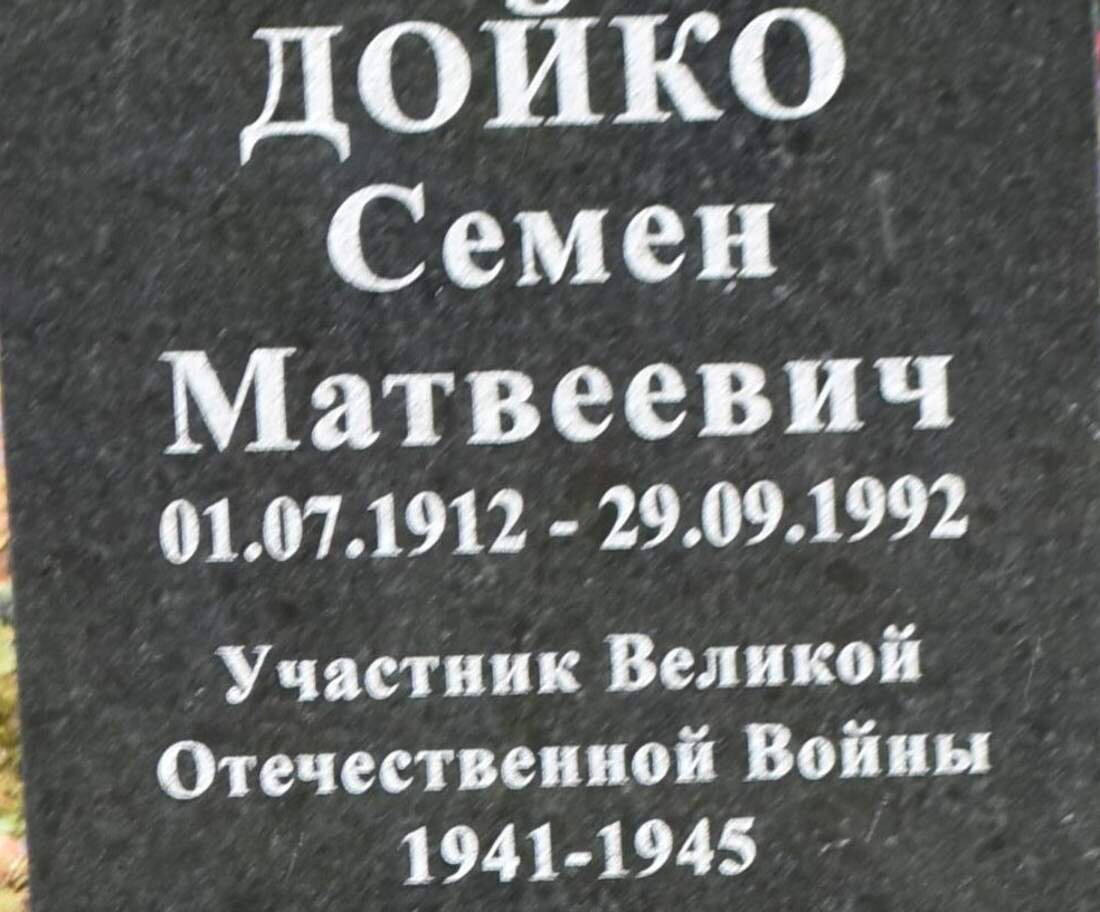 ДОЙКО
Семен
Матвеевич
01.07.1912 - 29.09.1992
Участник Великой
Отечественной Войны
1941-1945